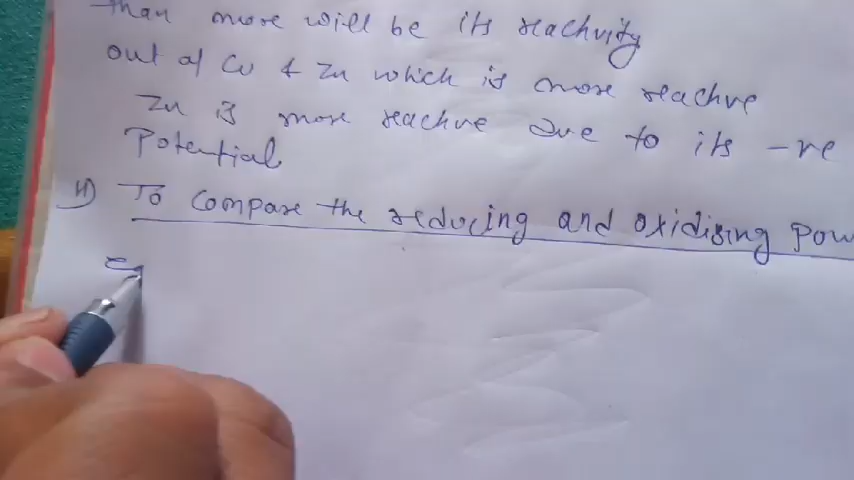 than more will be its reactivity
out of Cu & Zn which is more reactive
Zn is more reactive due to its -ve
Potential
4) To compare the reducing and oxidising Pow